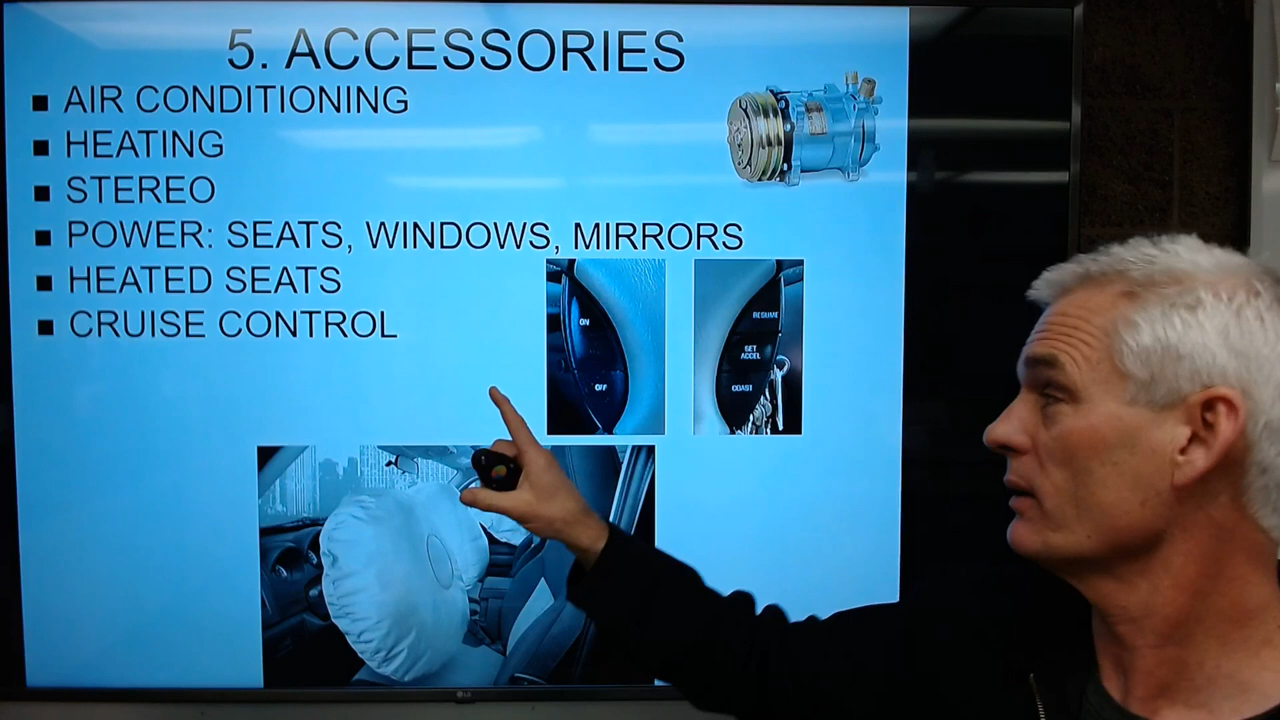 5. ACCESSORIES
■ AIR CONDITIONING
■ HEATING
■ STEREO
■ POWER: SEATS, WINDOWS, MIRRORS
■ HEATED SEATS
■ CRUISE CONTROL
ON
OFF
RESUME
SET
ACCEL
COAST
LG